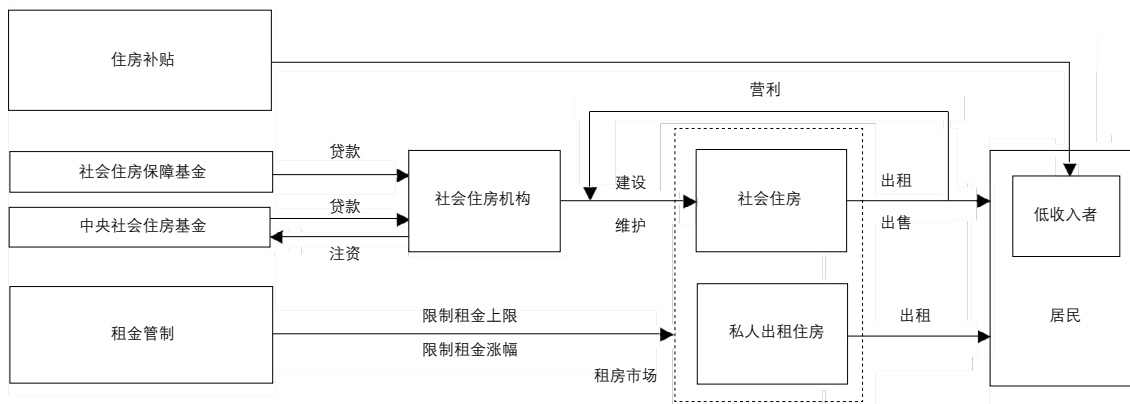 住房补贴
营利
社会住房保障基金
贷款
中央社会住房基金
贷款
注资
社会住房机构
建设
维护
社会住房
出租
出售
低收入者
居民
租金管制
限制租金上限
限制租金涨幅
租房市场
私人出租住房
出租